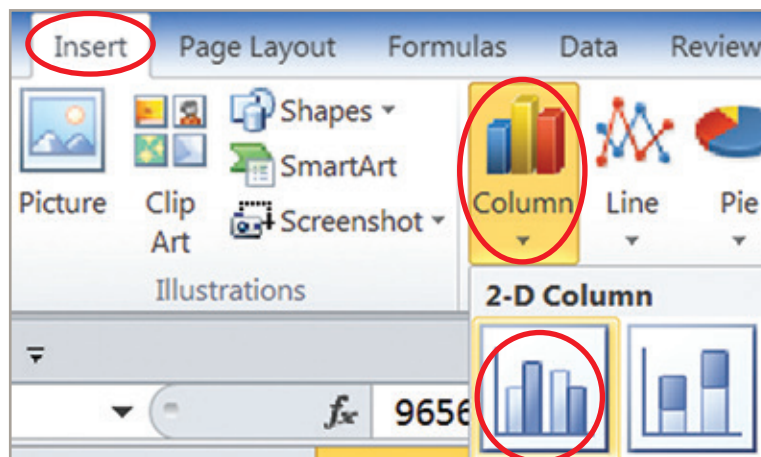 Insert Page Layout Formulas Data Review
Shapes
SmartArt
Screenshot
Picture
Clip Art
Column
Line
Pie
Illustrations
2-D Column
fx 9656